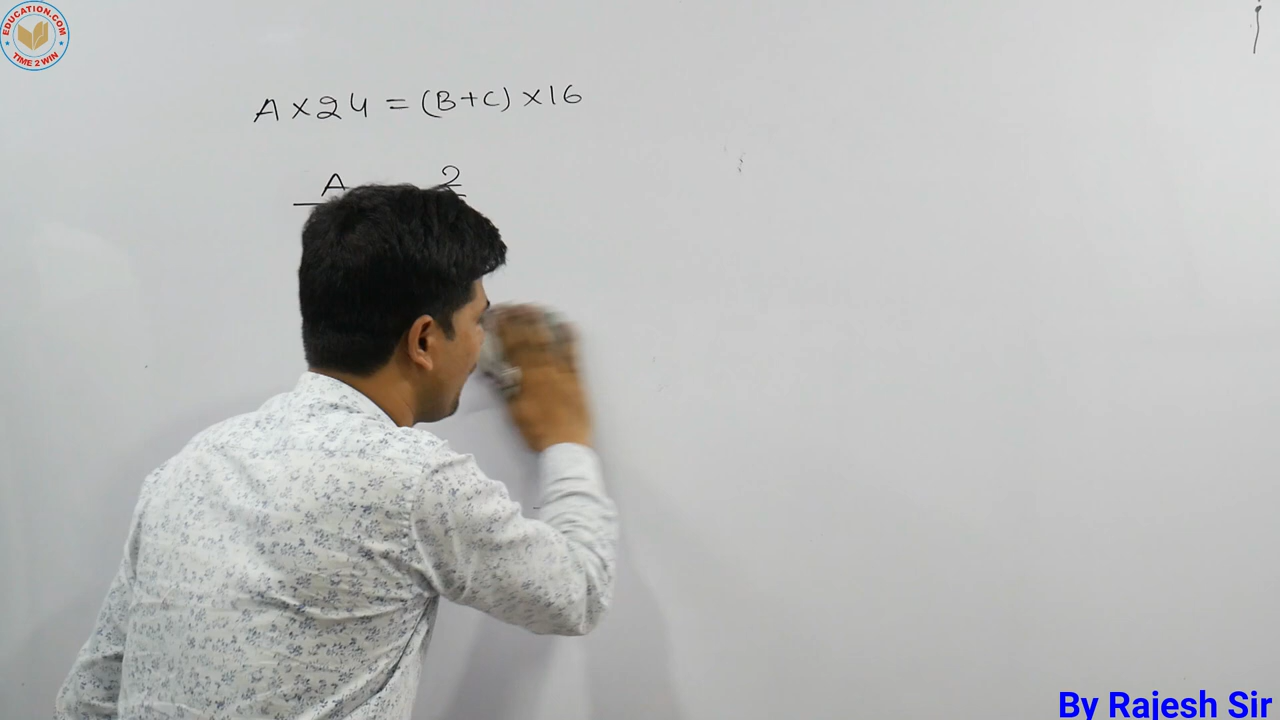 EDUCATION.COM
TIME 2 WIN
A × 24 = (B+C) × 16
A 2
By Rajesh Sir